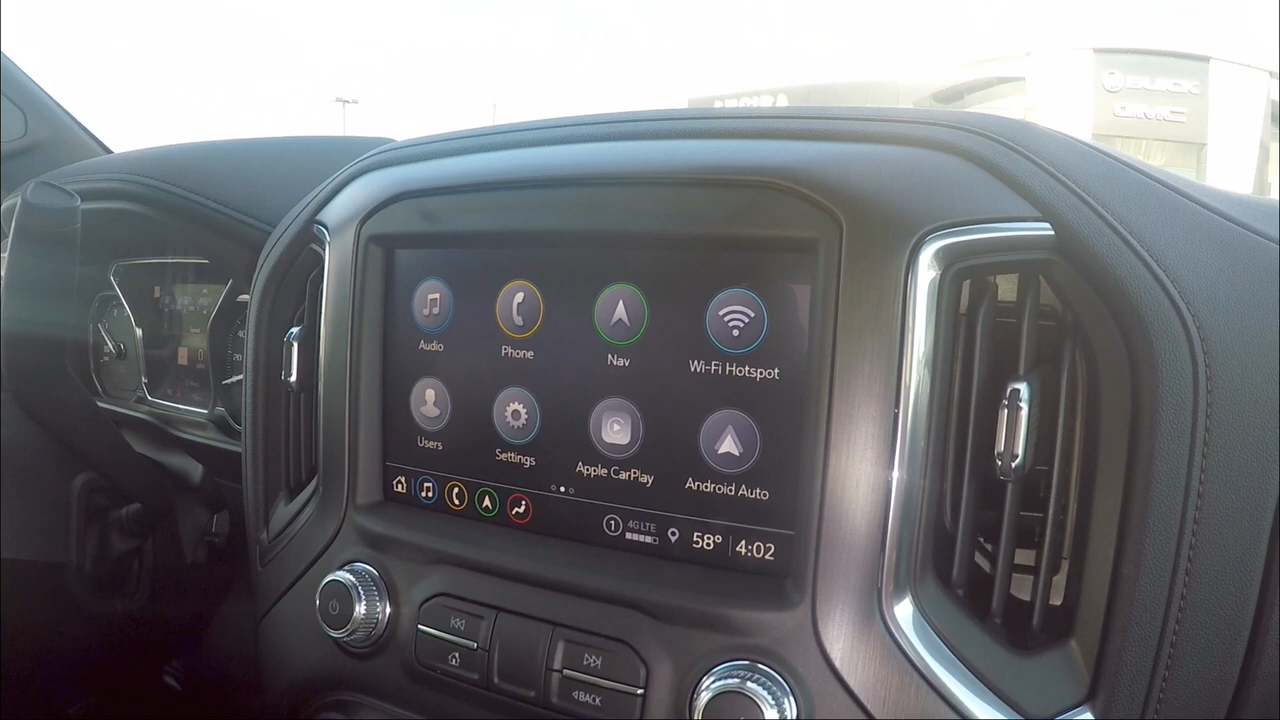 BUICK
GMC
Audio
Phone
Nav
Wi-Fi Hotspot
Users
Settings
Apple CarPlay
Android Auto
1
4G LTE
58°
4:02
BACK